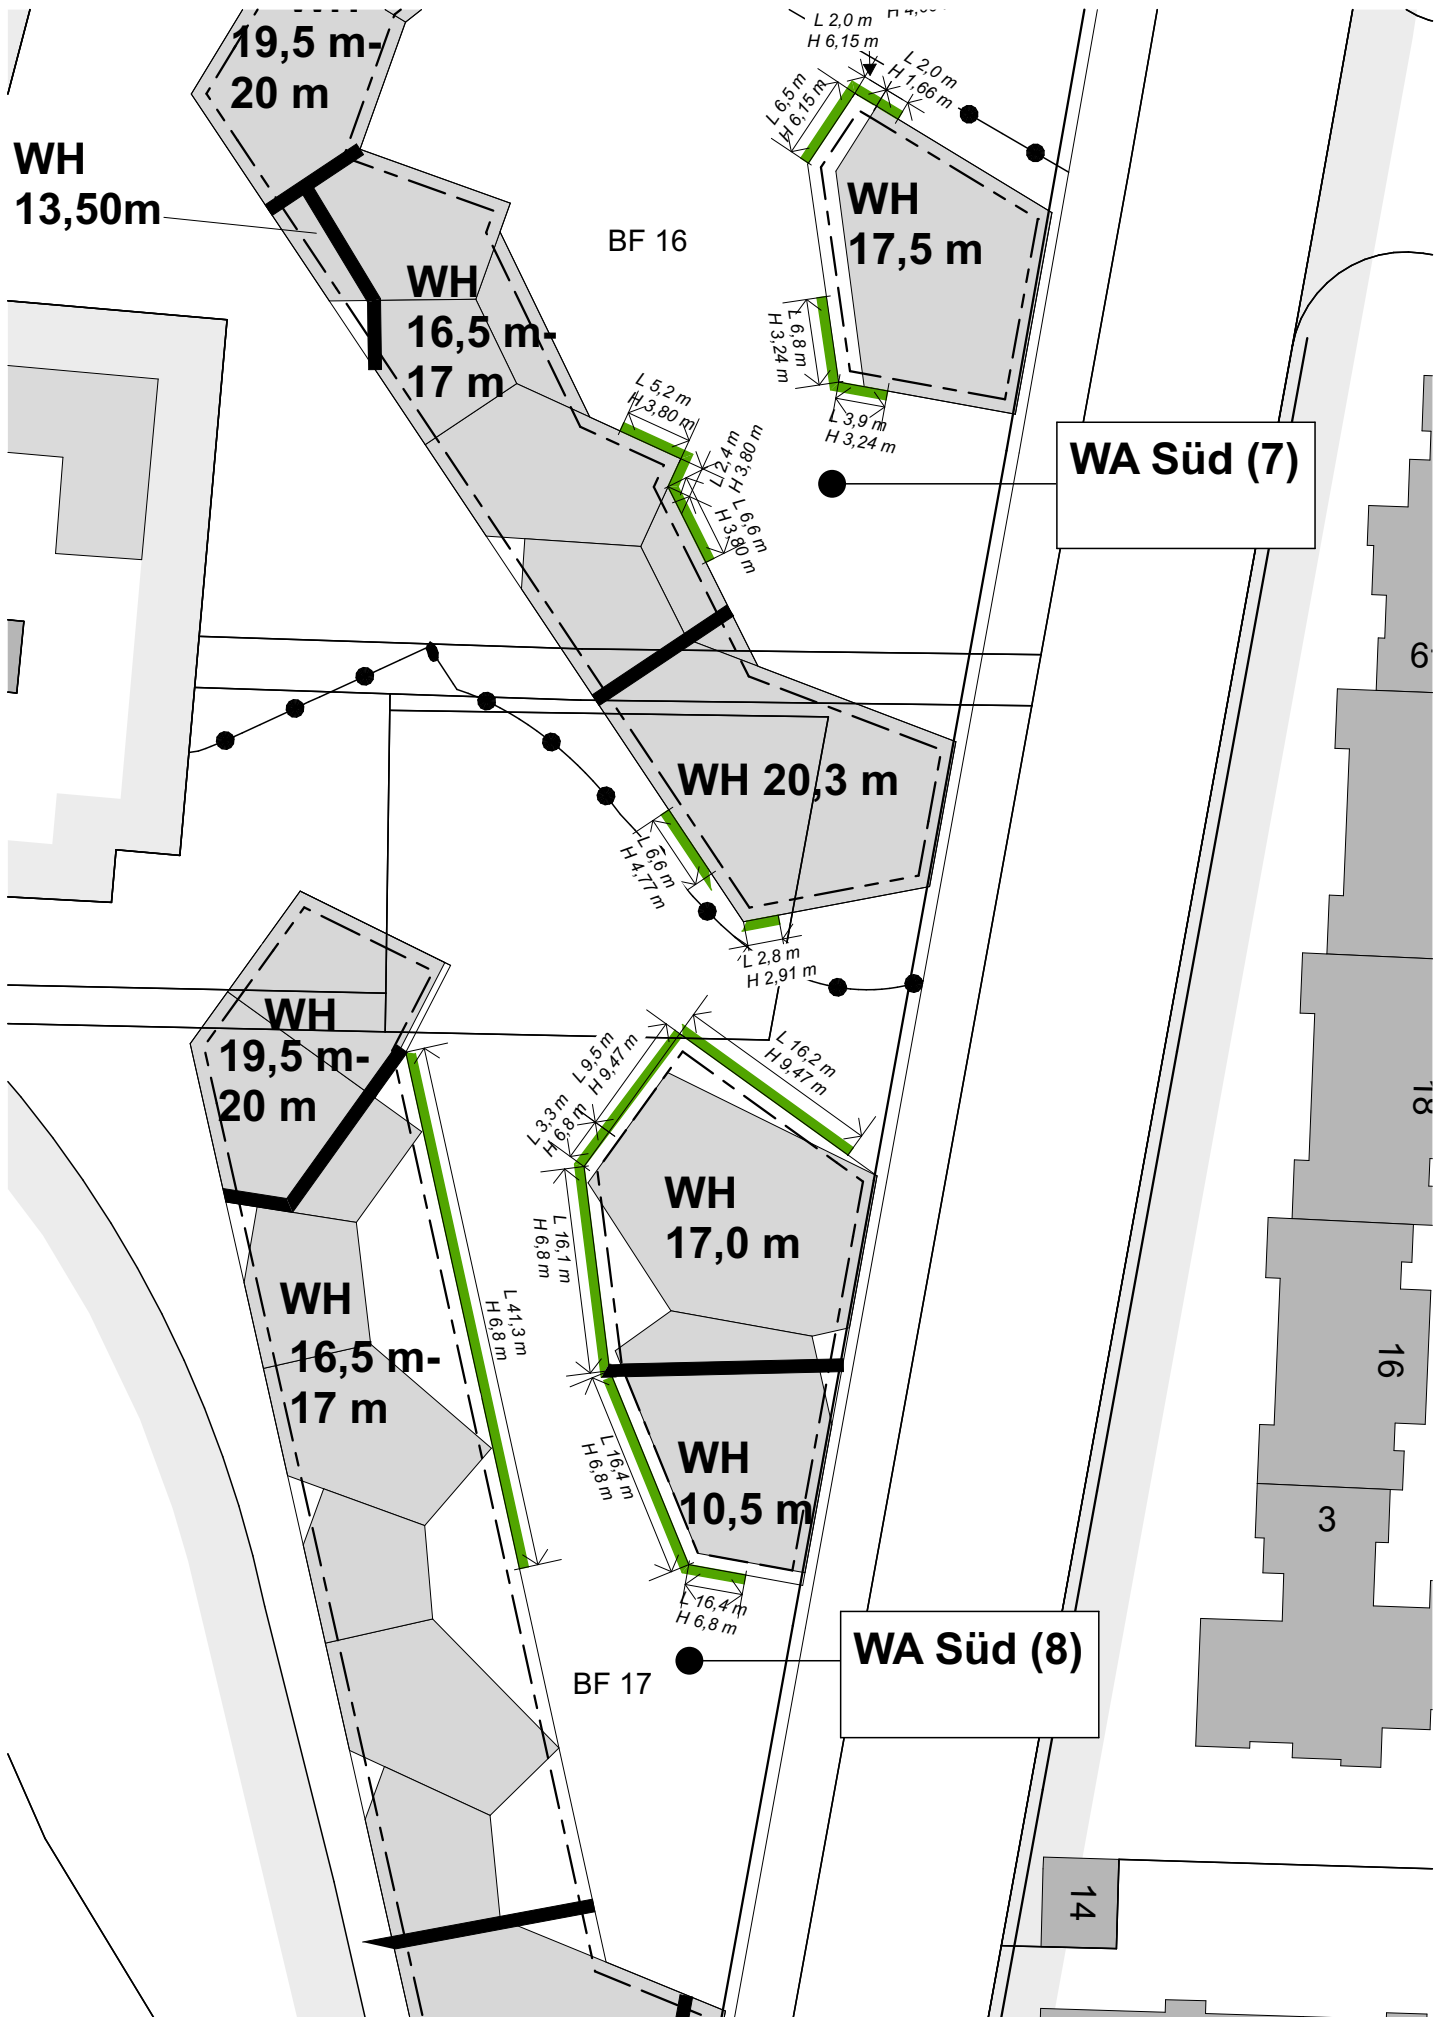 19,5 m-
20 m
L 2,0 m
H 6,15 m
L 2,0 m
H 1,66 m
L 6,5 m
H 6,15 m
WH
13,50m
WH
17,5 m
BF 16
WH
16,5 m-
17 m
L 6,8 m
H 3,24 m
L 5,2 m
H 3,80 m
L 3,9 m
H 3,24 m
L 2,4 m
H 3,80 m
L 6,6 m
H 3,80 m
WA Süd (7)
WH 20,3 m
L 6,6 m
H 4,77 m
L 2,8 m
H 2,91 m
WH
19,5 m-
20 m
L 9,5 m
H 9,47 m
L 16,2 m
H 9,47 m
L 3,3 m
H 6,8 m
18
WH
17,0 m
L 16,1 m
H 6,8 m
WH
16,5 m-
17 m
L 41,3 m
H 6,8 m
16
WH
10,5 m
L 16,4 m
H 6,8 m
3
L 16,4 m
H 6,8 m
WA Süd (8)
BF 17
14